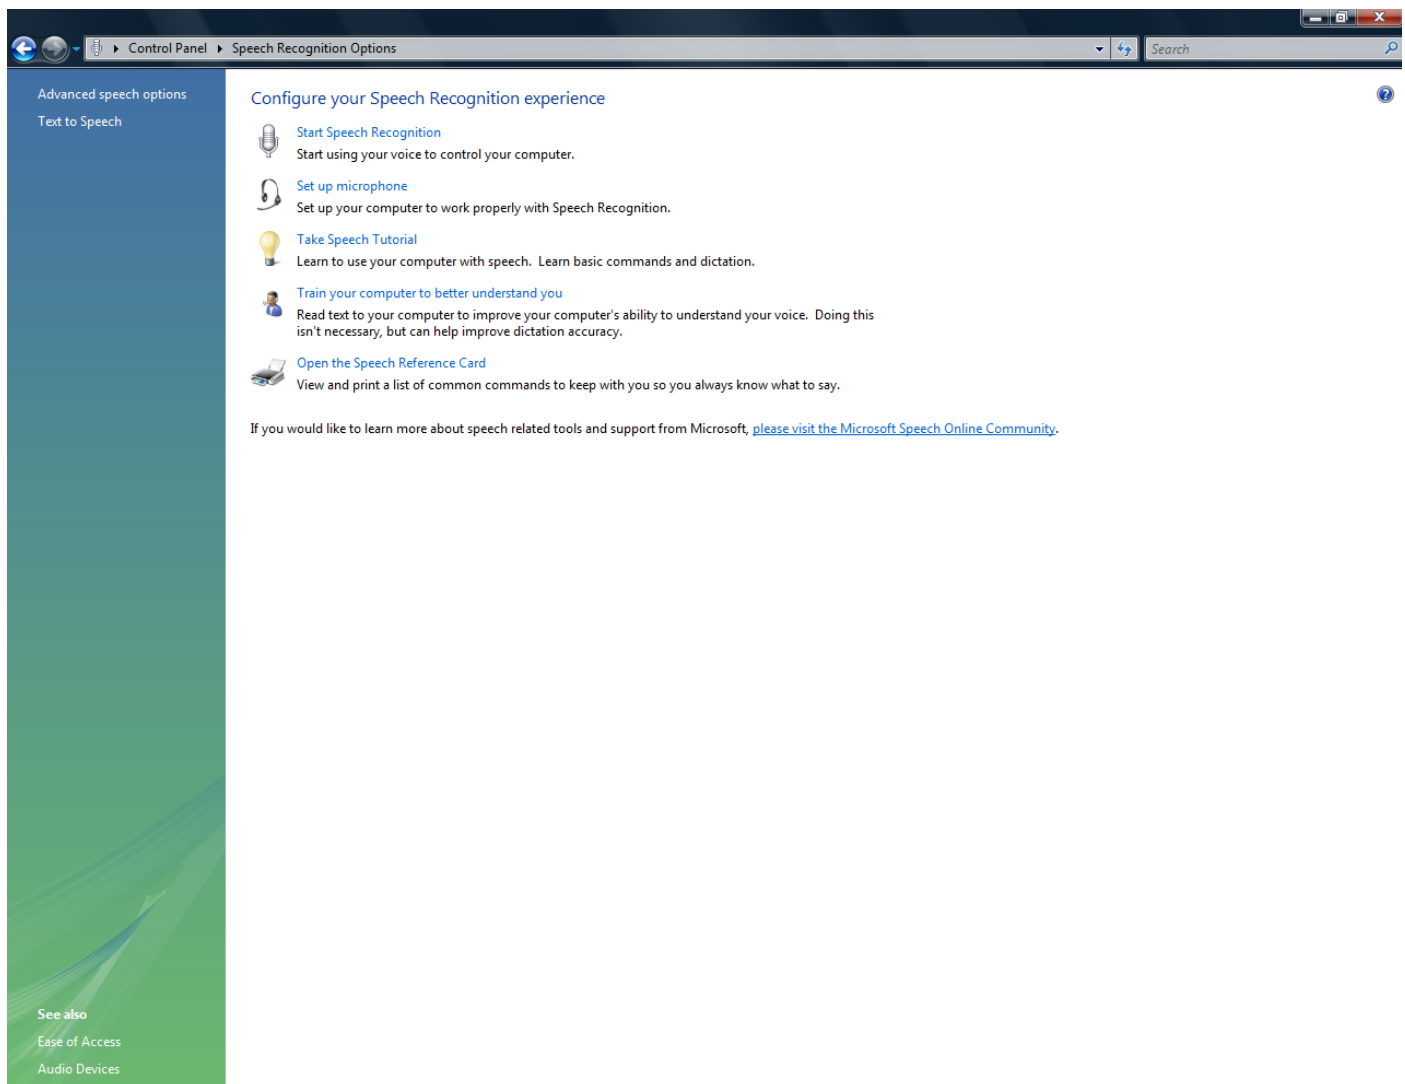 Control Panel Speech Recognition Options
Search
Advanced speech options
Text to Speech
Configure your Speech Recognition experience
Start Speech Recognition
Start using your voice to control your computer.
Set up microphone
Set up your computer to work properly with Speech Recognition.
Take Speech Tutorial
Learn to use your computer with speech.  Learn basic commands and dictation.
Train your computer to better understand you
Read text to your computer to improve your computer's ability to understand your voice.  Doing this
isn't necessary, but can help improve dictation accuracy.
Open the Speech Reference Card
View and print a list of common commands to keep with you so you always know what to say.
If you would like to learn more about speech related tools and support from Microsoft, please visit the Microsoft Speech Online Community.
See also
Ease of Access
Audio Devices